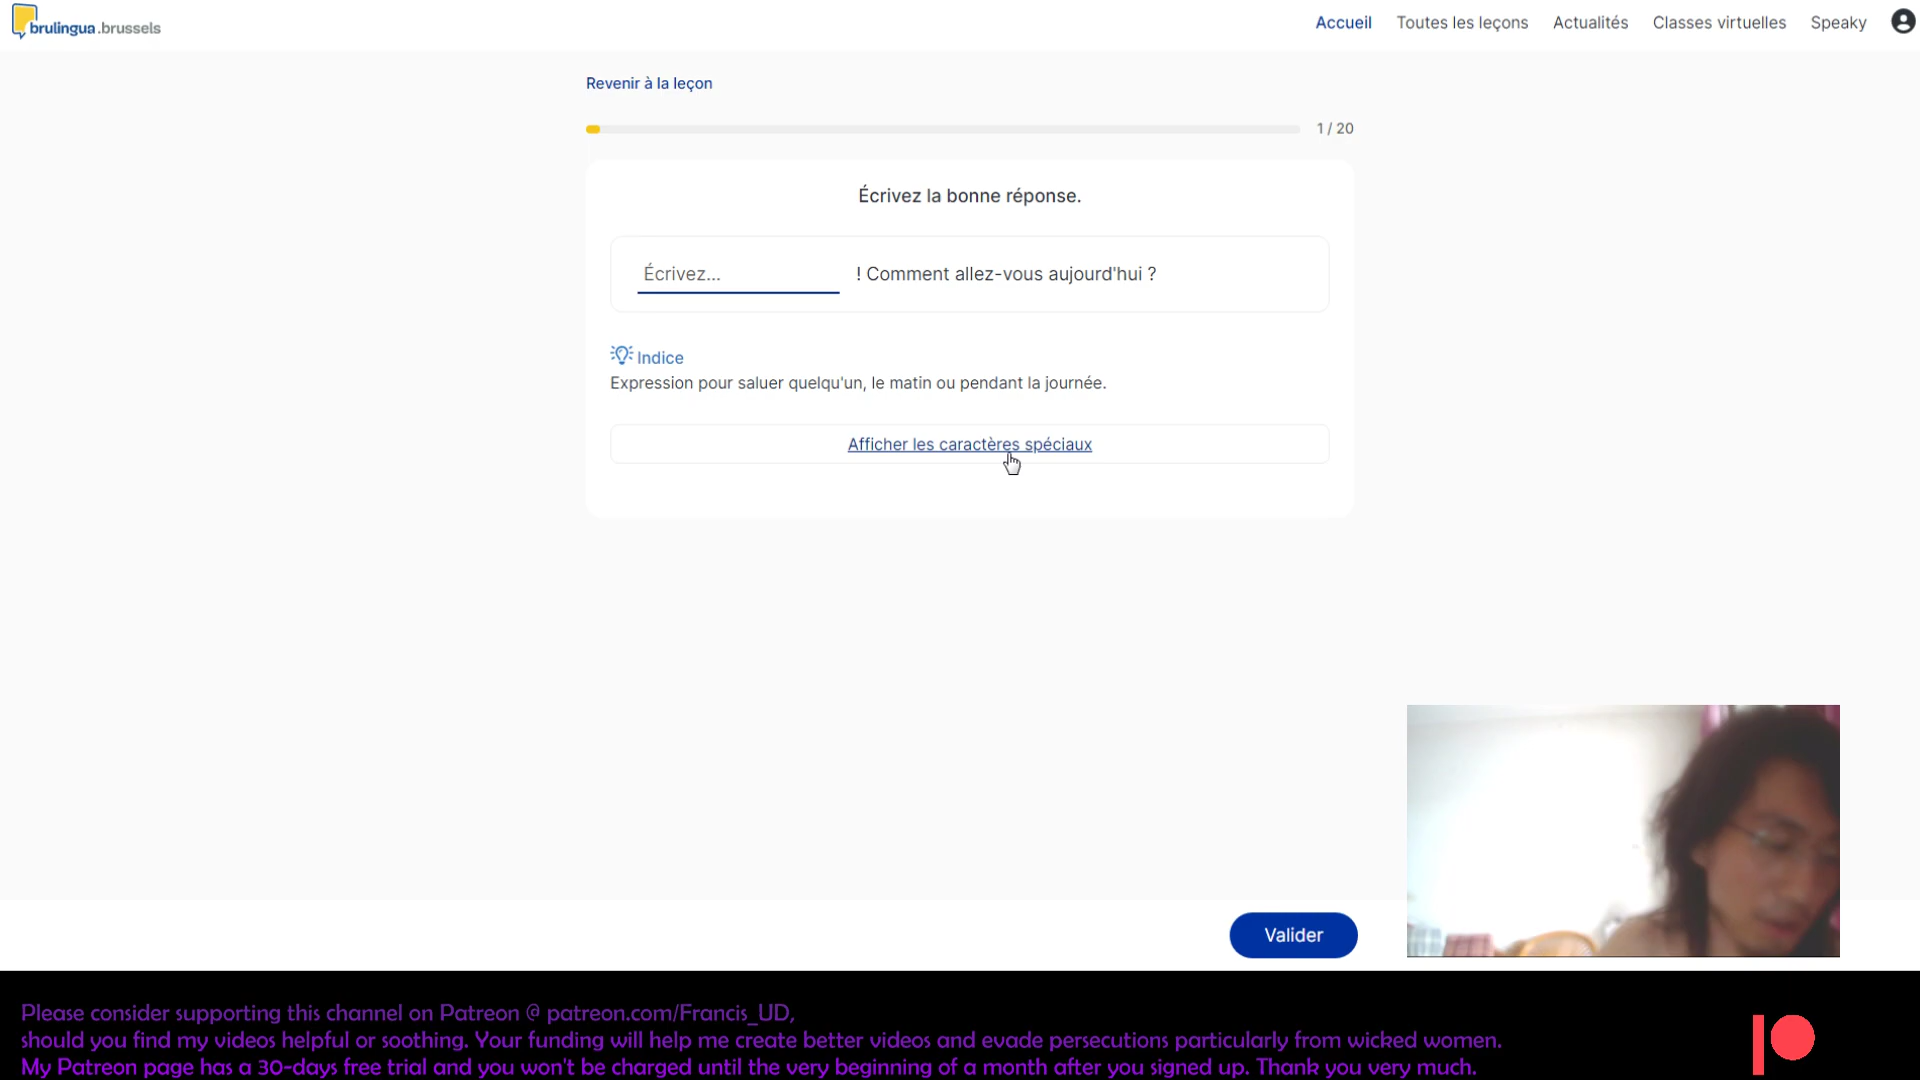 brulingua.brussels
Accueil Toutes les leçons Actualités Classes virtuelles Speaky
Revenir à la leçon
1 / 20
Écrivez la bonne réponse.
Écrivez... ! Comment allez-vous aujourd'hui ?
Indice
Expression pour saluer quelqu'un, le matin ou pendant la journée.
Afficher les caractères spéciaux
Valider
Please consider supporting this channel on Patreon @ patreon.com/Francis_UD,
should you find my videos helpful or soothing. Your funding will help me create better videos and evade persecutions particularly from wicked women.
My Patreon page has a 30-days free trial and you won't be charged until the very beginning of a month after you signed up. Thank you very much.